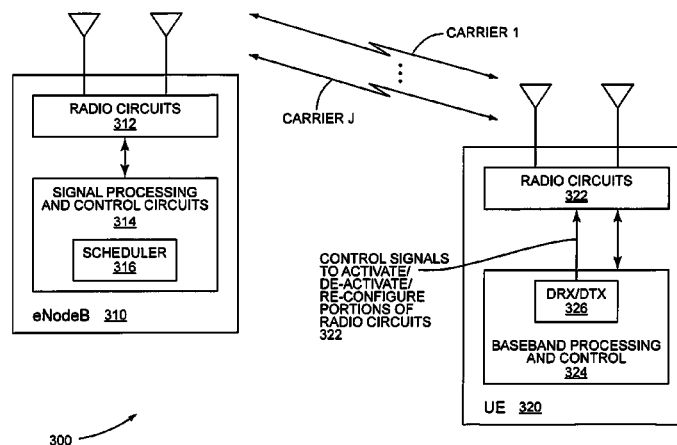 CARRIER 1
CARRIER J
RADIO CIRCUITS
312
SIGNAL PROCESSING
AND CONTROL CIRCUITS
314
SCHEDULER
316
eNodeB 310
RADIO CIRCUITS
322
CONTROL SIGNALS
TO ACTIVATE/
DE-ACTIVATE/
RE-CONFIGURE
PORTIONS OF
RADIO CIRCUITS
322
DRX/DTX
326
BASEBAND PROCESSING
AND CONTROL
324
UE 320
300